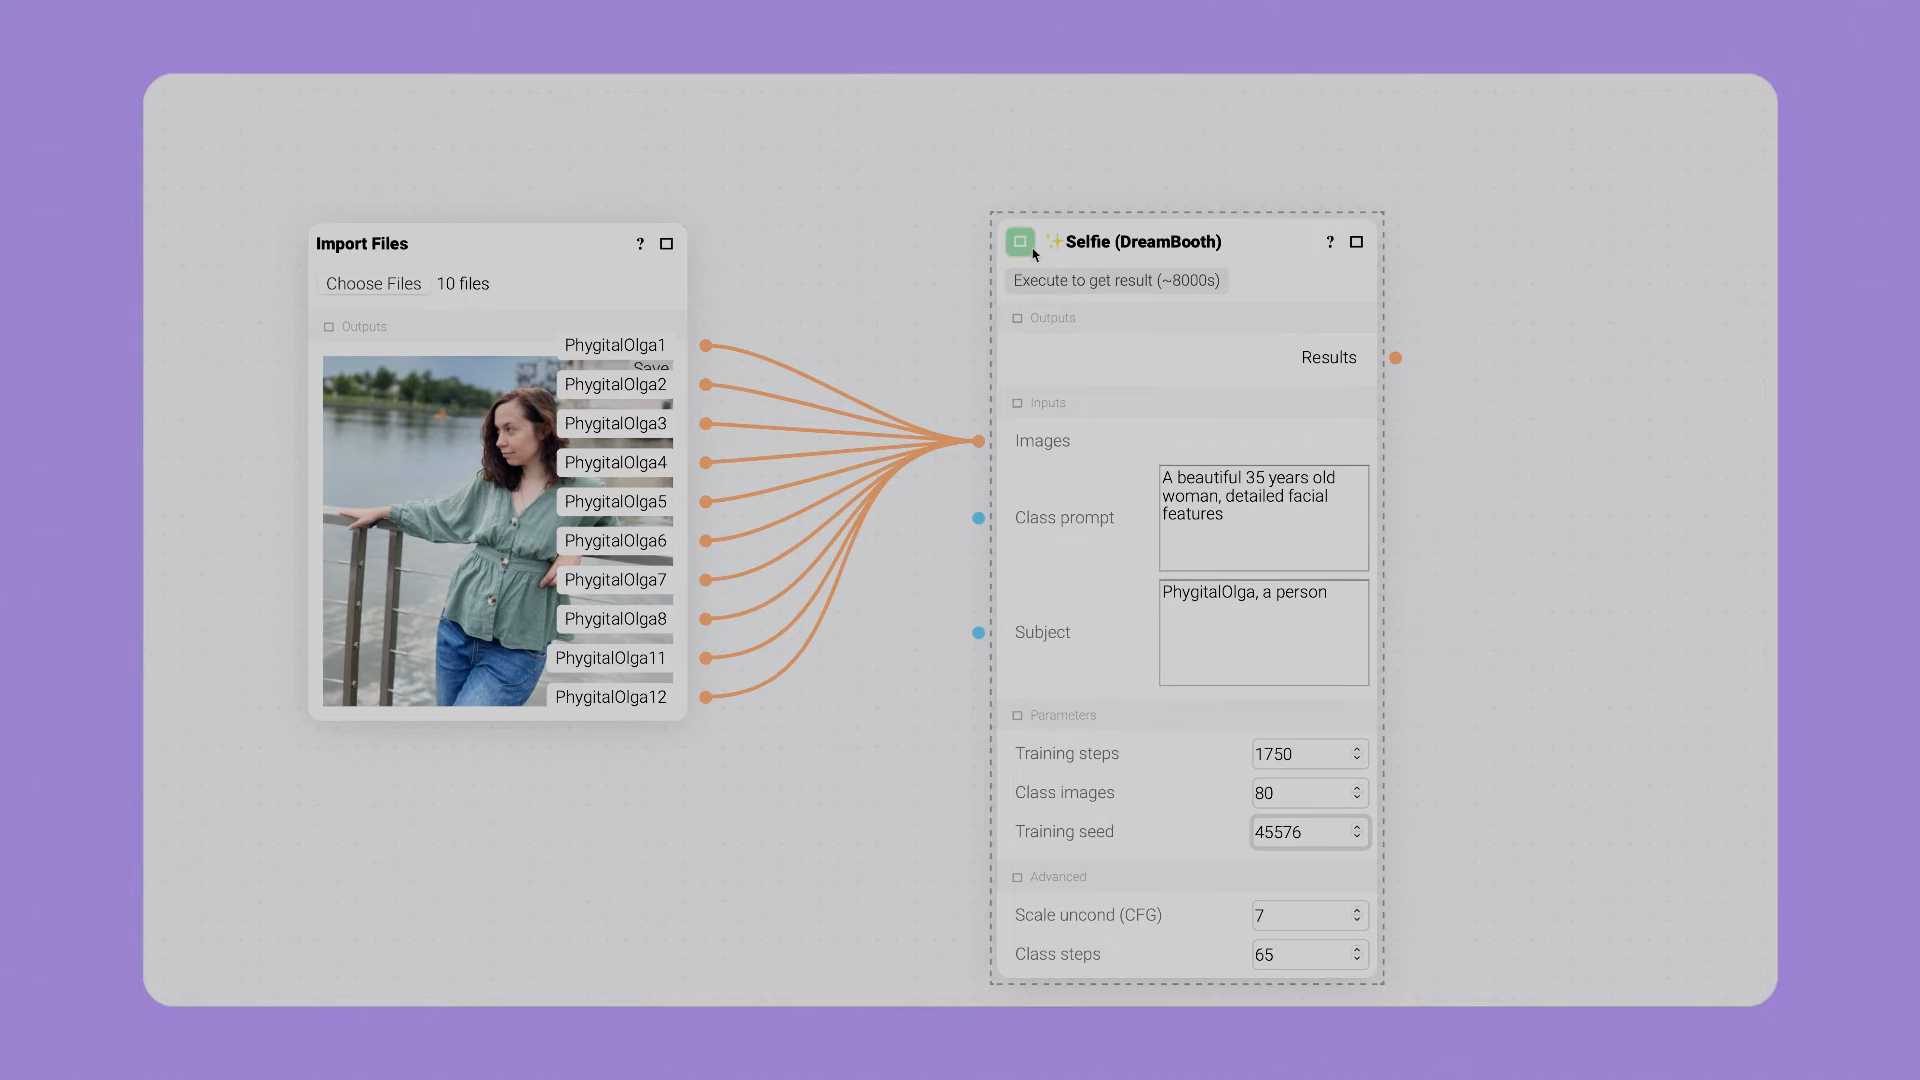 Import Files
?
Choose Files 10 files
Outputs
PhygitalOlga1
Save
PhygitalOlga2
PhygitalOlga3
PhygitalOlga4
PhygitalOlga5
PhygitalOlga6
PhygitalOlga7
PhygitalOlga8
PhygitalOlga11
PhygitalOlga12
✨Selfie (DreamBooth)
?
Execute to get result (~8000s)
Outputs
Results
Inputs
Images
Class prompt
A beautiful 35 years old
woman, detailed facial
features
Subject
PhygitalOlga, a person
Parameters
Training steps 1750
Class images 80
Training seed 45576
Advanced
Scale uncond (CFG) 7
Class steps 65